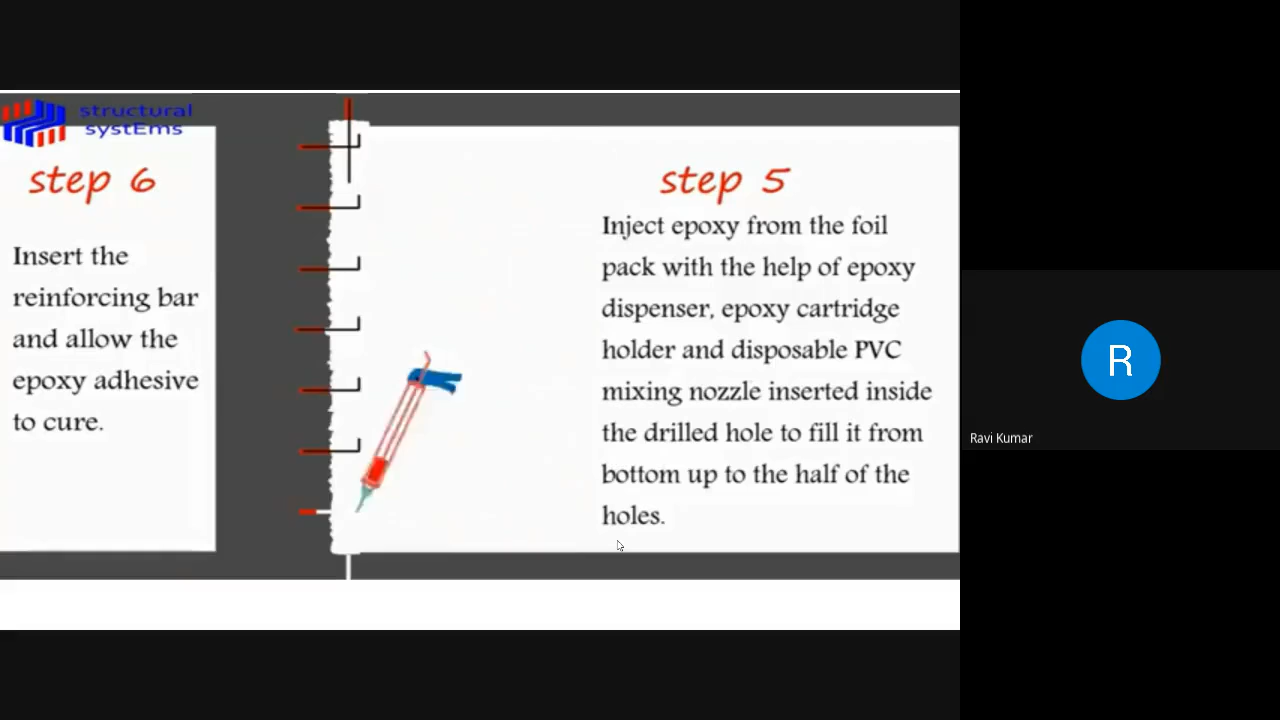 structural
systEms
step 6
Insert the
reinforcing bar
and allow the
epoxy adhesive
to cure.
step 5
Inject epoxy from the foil
pack with the help of epoxy
dispenser, epoxy cartridge
holder and disposable PVC
mixing nozzle inserted inside
the drilled hole to fill it from
bottom up to the half of the
holes.
R
Ravi Kumar